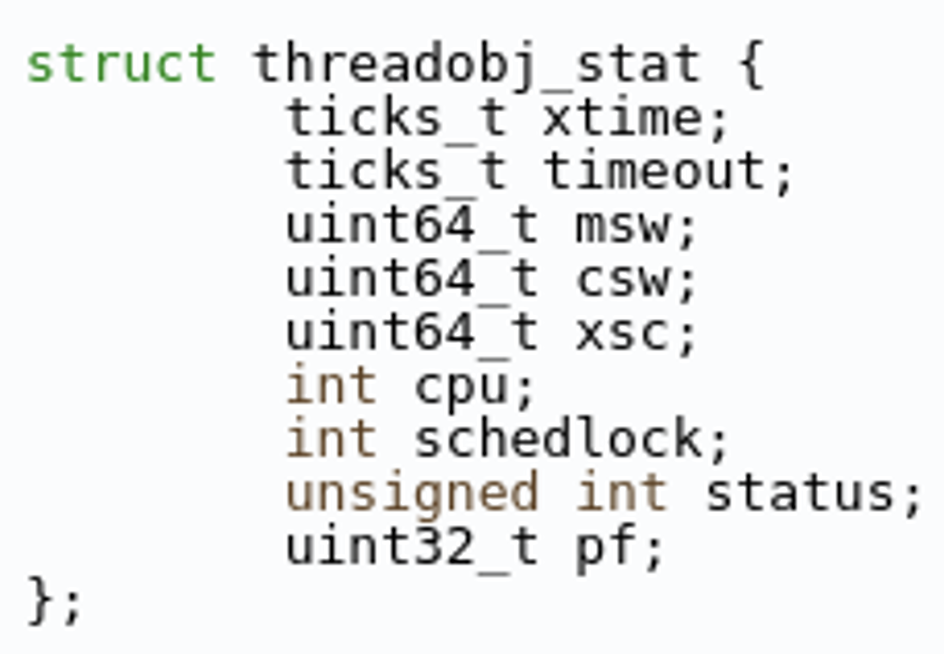 struct threadobj_stat {
        ticks_t xtime;
        ticks_t timeout;
        uint64_t msw;
        uint64_t csw;
        uint64_t xsc;
        int cpu;
        int schedlock;
        unsigned int status;
        uint32_t pf;
};